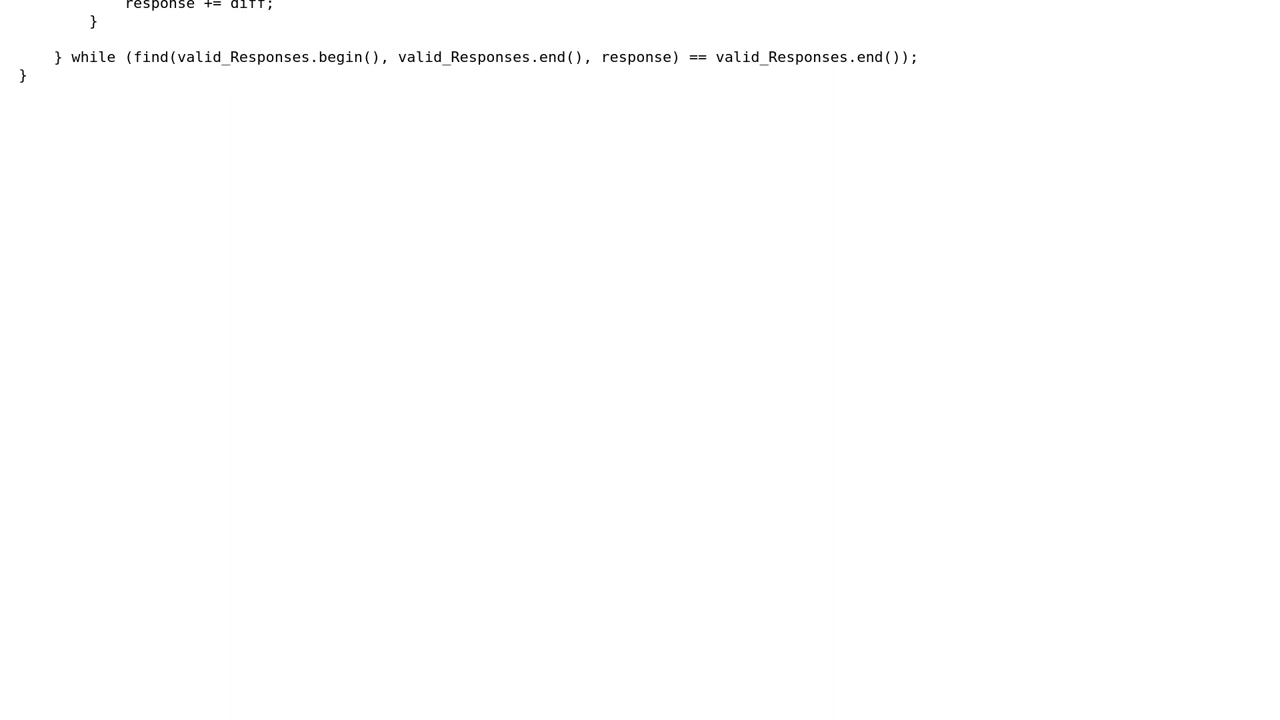 response += diff;
}
} while (find(valid_Responses.begin(), valid_Responses.end(), response) == valid_Responses.end());
}